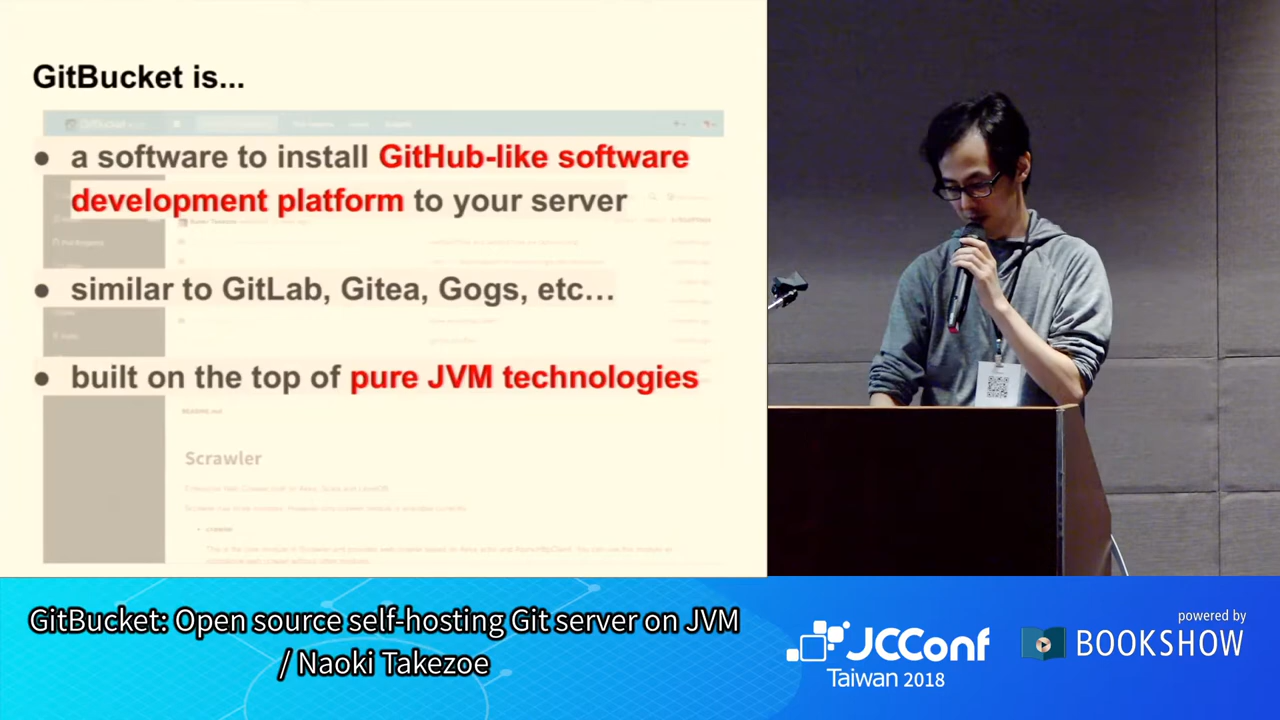 GitBucket is...
● a software to install GitHub-like software
development platform to your server
● similar to GitLab, Gitea, Gogs, etc…
● built on the top of pure JVM technologies
README.md
Scrawler
GitBucket: Open source self-hosting Git server on JVM
/ Naoki Takezoe
JCConf
Taiwan 2018
powered by
BOOKSHOW